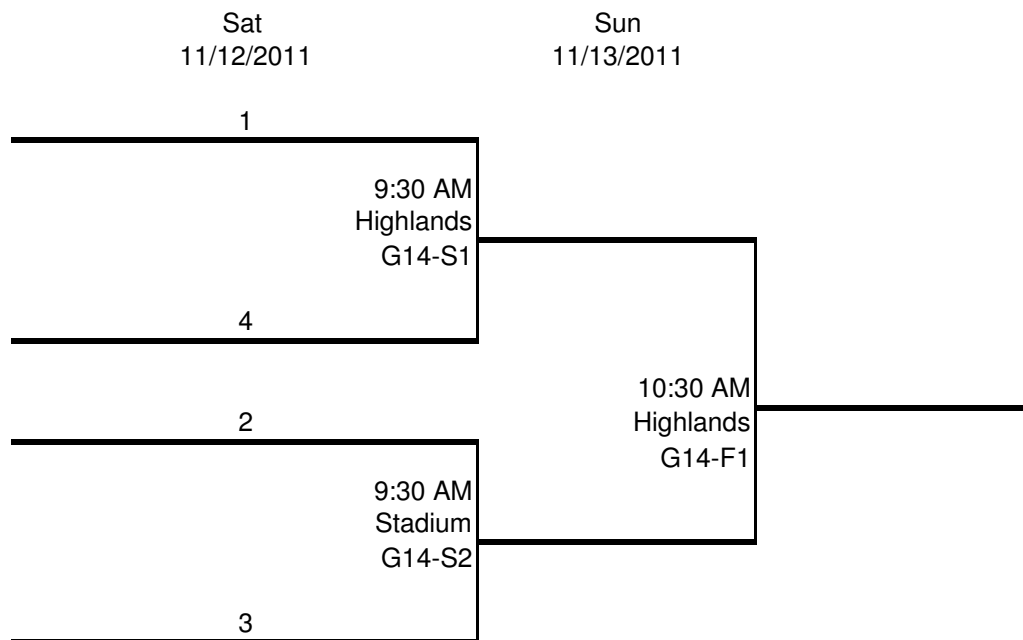 Sat
11/12/2011
Sun
11/13/2011
1
9:30 AM
Highlands
G14-S1
4
10:30 AM
Highlands
G14-F1
2
9:30 AM
Stadium
G14-S2
3